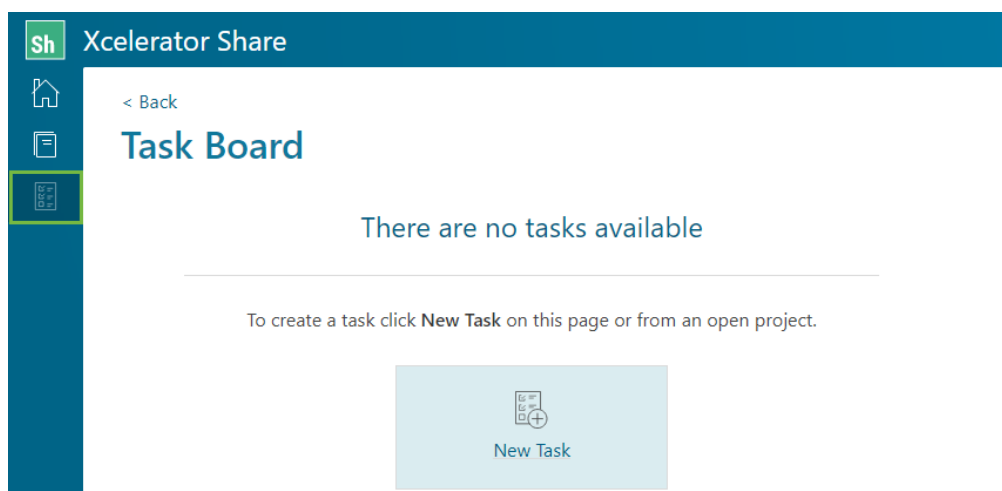 Sh Xcelerator Share
< Back
Task Board
There are no tasks available
To create a task click New Task on this page or from an open project.
New Task